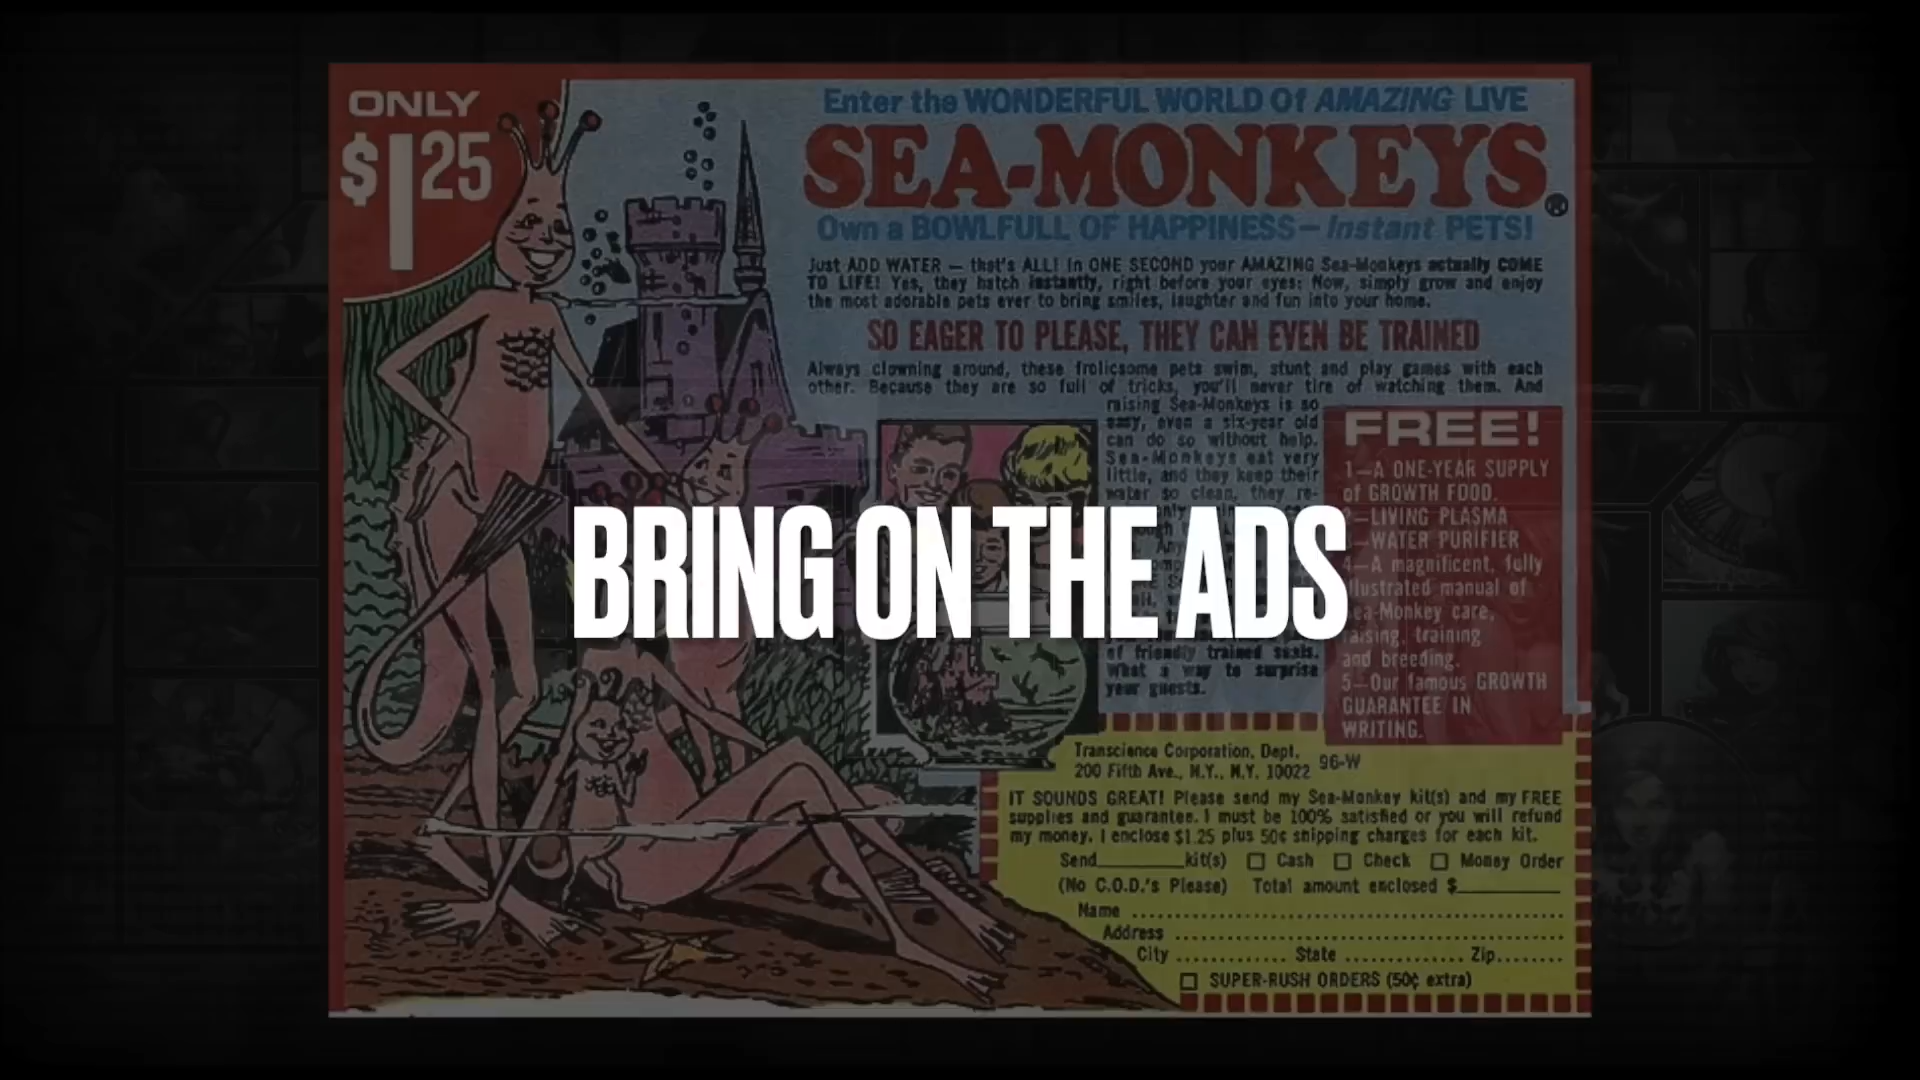 ONLY
$1.25
Enter the WONDERFUL WORLD Of AMAZING LIVE
SEA-MONKEYS®
Own a BOWLFULL OF HAPPINESS—Instant PETS!
Just ADD WATER — that's ALL! In ONE SECOND your AMAZING Sea-Monkeys actually COME
TO LIFE! Yes, they hatch instantly, right before your eyes! Now, simply grow and enjoy
the most adorable pets ever to bring smiles, laughter and fun into your home.
SO EAGER TO PLEASE, THEY CAN EVEN BE TRAINED
Always clowning around, these frolicsome pets swim, stunt and play games with each
other. Because they are so full of tricks, you'll never tire of watching them. And
raising Sea-Monkeys is so
easy, even a six-year old
can do so without help.
Sea-Monkeys eat very
little, and they keep their
water so clean, they re-
of friendly trained seals.
What a way to surprise
your guests.
FREE!
1—A ONE-YEAR SUPPLY
of GROWTH FOOD.
—LIVING PLASMA
—WATER PURIFIER
4—A magnificent, fully
illustrated manual of
Sea-Monkey care,
raising, training
and breeding.
5—Our famous GROWTH
GUARANTEE IN
WRITING.
BRING ON THE ADS
Transcience Corporation, Dept. 96-W
200 Fifth Ave., N.Y., N.Y. 10022
IT SOUNDS GREAT! Please send my Sea-Monkey kit(s) and my FREE
supplies and guarantee. I must be 100% satisfied or you will refund
my money. I enclose $1.25 plus 50¢ shipping charges for each kit.
Send________kit(s) □ Cash □ Check □ Money Order
(No C.O.D.'s Please) Total amount enclosed $________
Name ........................................
Address ....................................
City ............. State ............. Zip........
□ SUPER-RUSH ORDERS (50¢ extra)